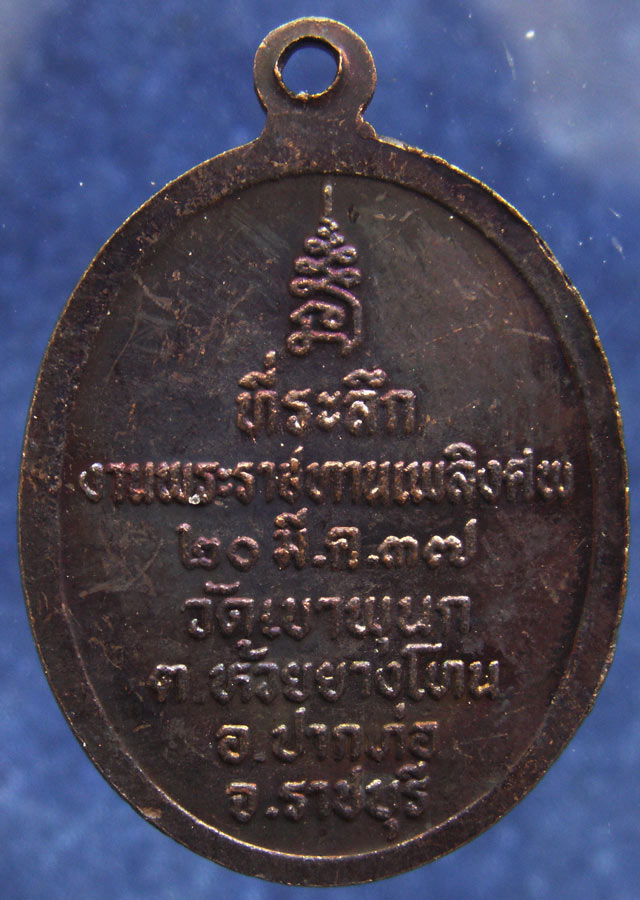 ที่ระลึก
งานพระราชทานเพลิงศพ
๒๐ มี.ค.๓๗
วัดเขาพุนก
ต.ห้วยยางโทน
อ.ปากท่อ
จ.ราชบุรี